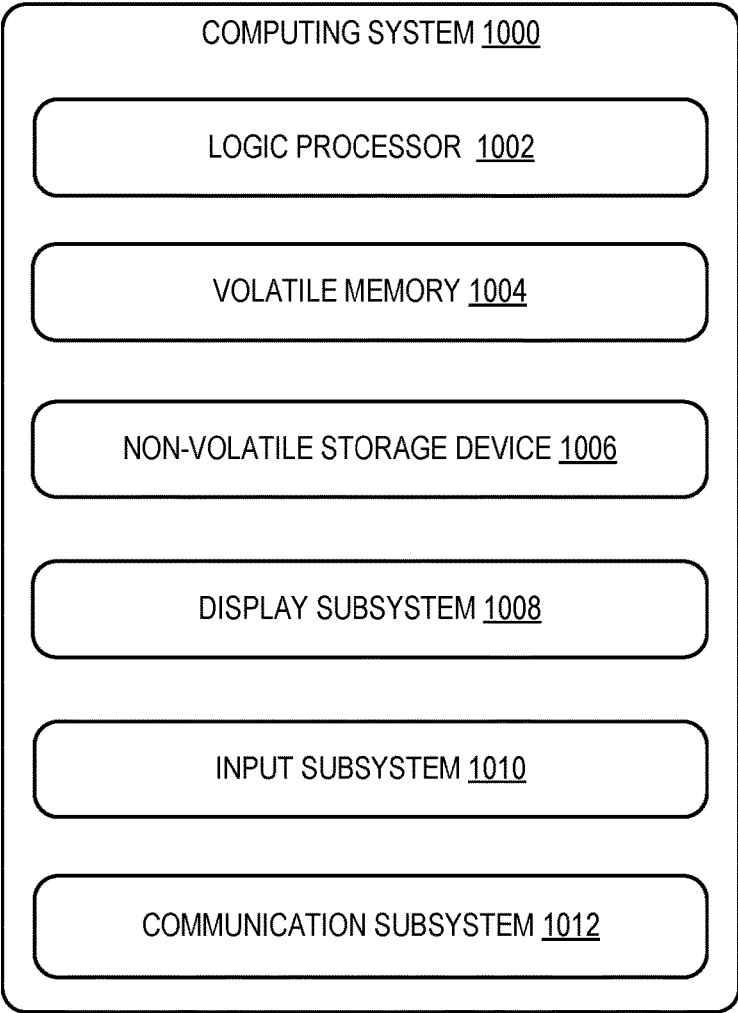 COMPUTING SYSTEM 1000
LOGIC PROCESSOR 1002
VOLATILE MEMORY 1004
NON-VOLATILE STORAGE DEVICE 1006
DISPLAY SUBSYSTEM 1008
INPUT SUBSYSTEM 1010
COMMUNICATION SUBSYSTEM 1012